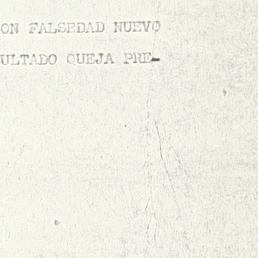 ON FALSEDAD NUEVO
ULTADO QUEJA PRE-